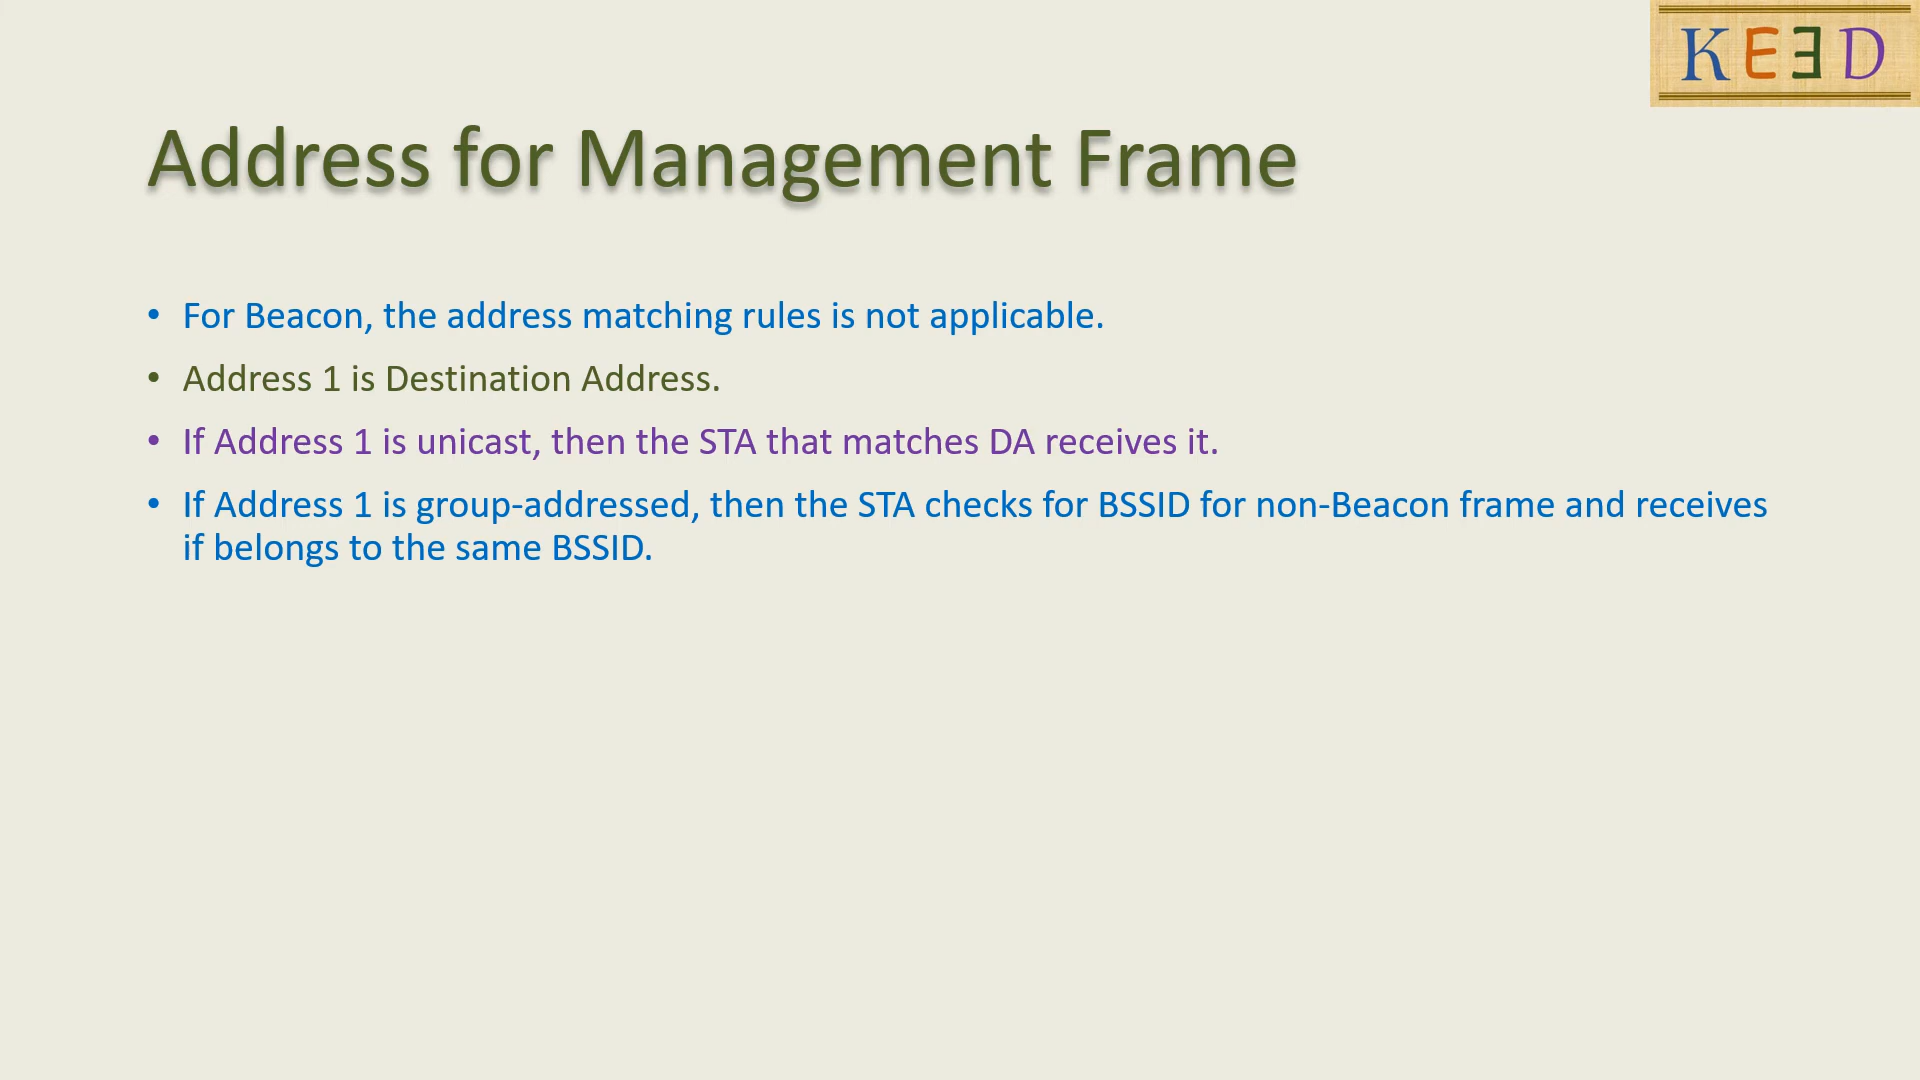 KEED
Address for Management Frame
• For Beacon, the address matching rules is not applicable.
• Address 1 is Destination Address.
• If Address 1 is unicast, then the STA that matches DA receives it.
• If Address 1 is group-addressed, then the STA checks for BSSID for non-Beacon frame and receives
if belongs to the same BSSID.